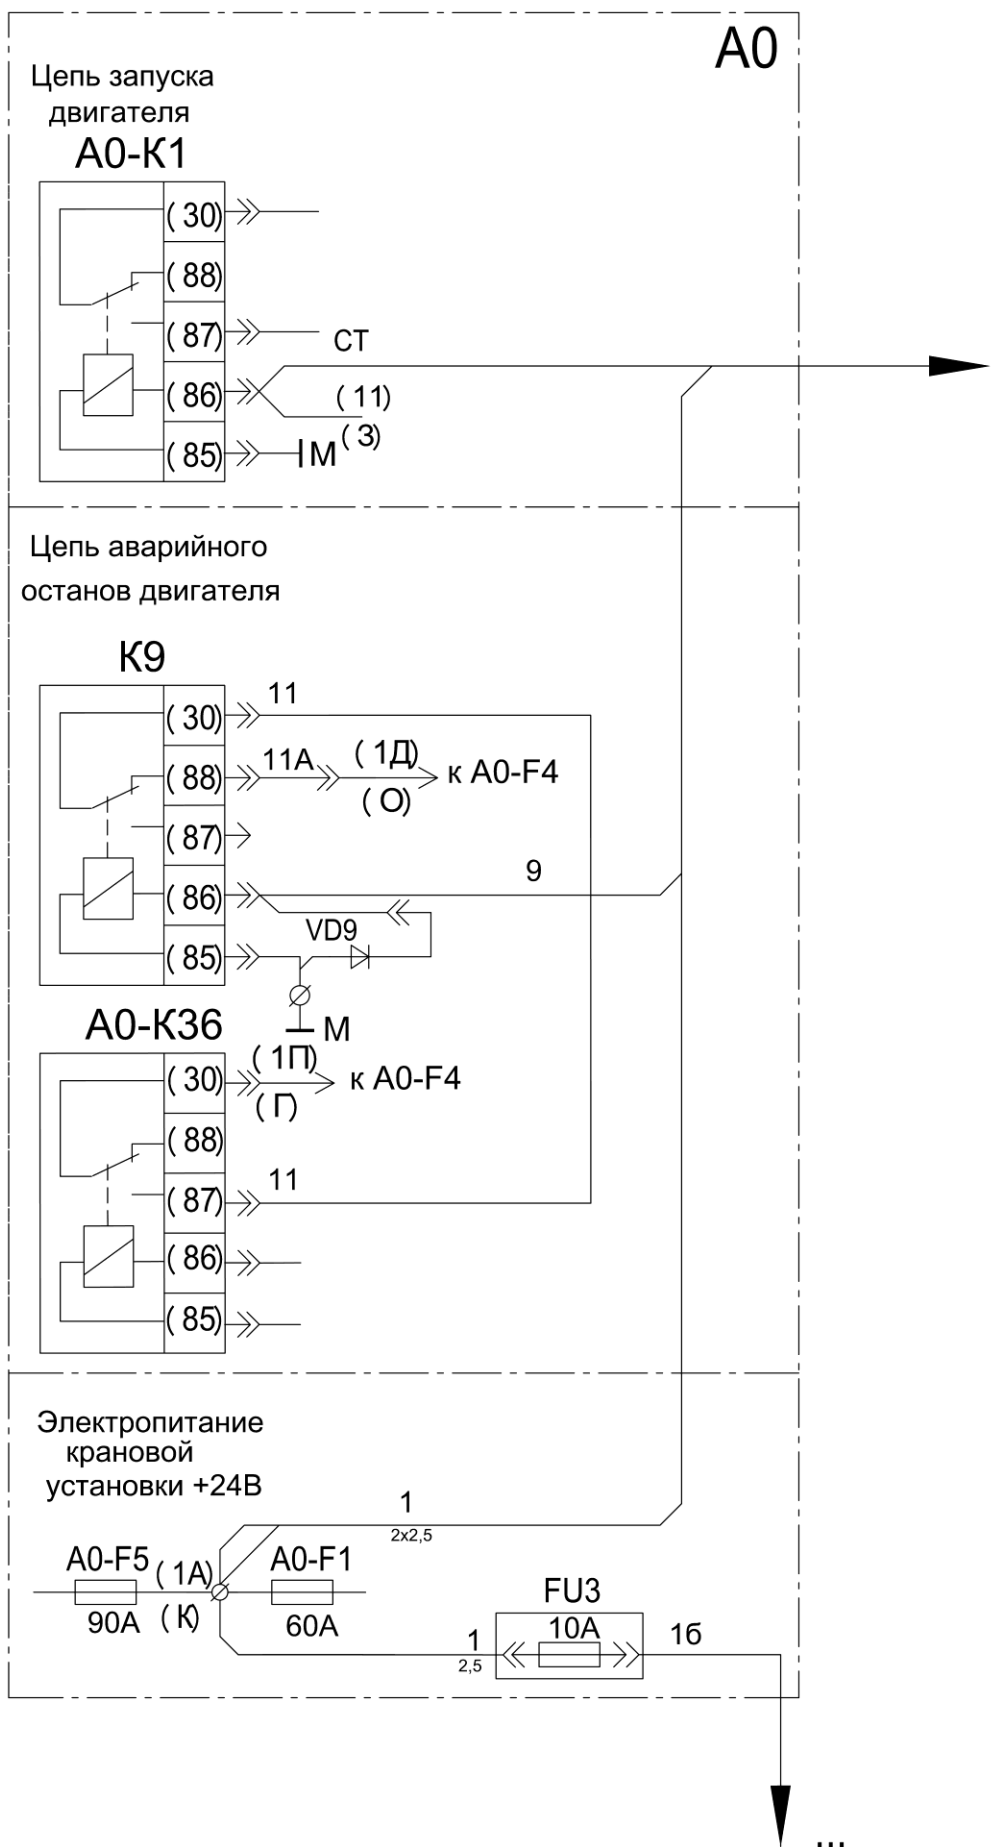 А0
Цепь запуска
двигателя
А0-К1
(30)
(88)
(87)
СТ
(86)
(11)
(З)
(85)
М
Цепь аварийного
останов двигателя
К9
(30)
11
(88)
11А
(1Д)
(О)
к А0-F4
(87)
(86)
9
VD9
(85)
М
А0-К36
(30)
(1П)
(Г)
к А0-F4
(88)
(87)
11
(86)
(85)
Электропитание
крановой
установки +24В
1
2х2,5
А0-F5
(1А)
А0-F1
90А
(К)
60А
FU3
10А
1
2,5
1б